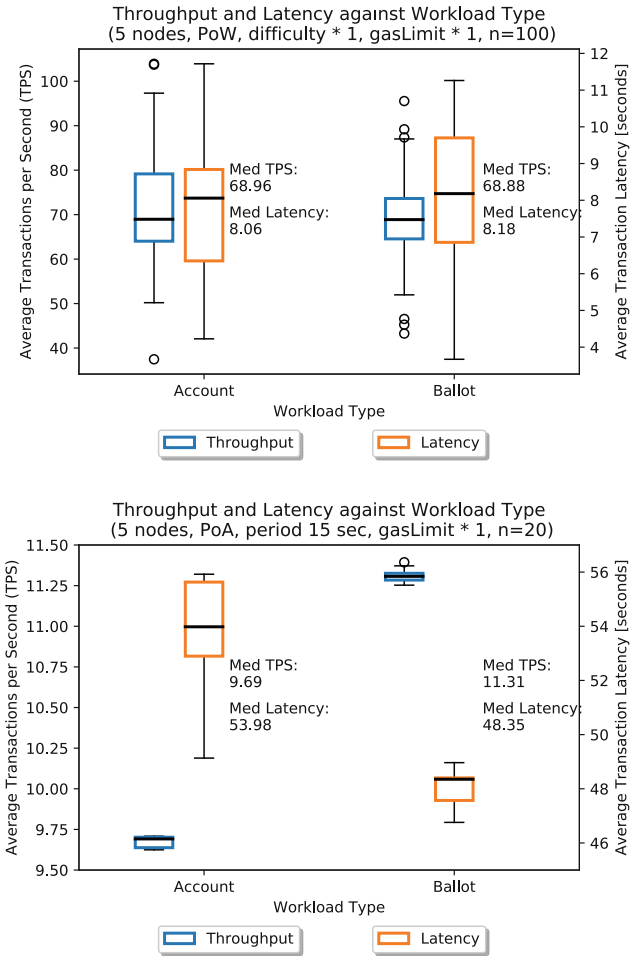 Throughput and Latency against Workload Type
(5 nodes, PoW, difficulty * 1, gasLimit * 1, n=100)
Average Transactions per Second (TPS)
100
90
80
70
60
50
40
Med TPS:
68.96
Med Latency:
8.06
Med TPS:
68.88
Med Latency:
8.18
12
11
10
9
8
7
6
5
4
Average Transaction Latency [seconds]
Account
Ballot
Workload Type
Throughput
Latency
Throughput and Latency against Workload Type
(5 nodes, PoA, period 15 sec, gasLimit * 1, n=20)
Average Transactions per Second (TPS)
11.50
11.25
11.00
10.75
10.50
10.25
10.00
9.75
9.50
Med TPS:
9.69
Med Latency:
53.98
Med TPS:
11.31
Med Latency:
48.35
56
54
52
50
48
46
Average Transaction Latency [seconds]
Account
Ballot
Workload Type
Throughput
Latency